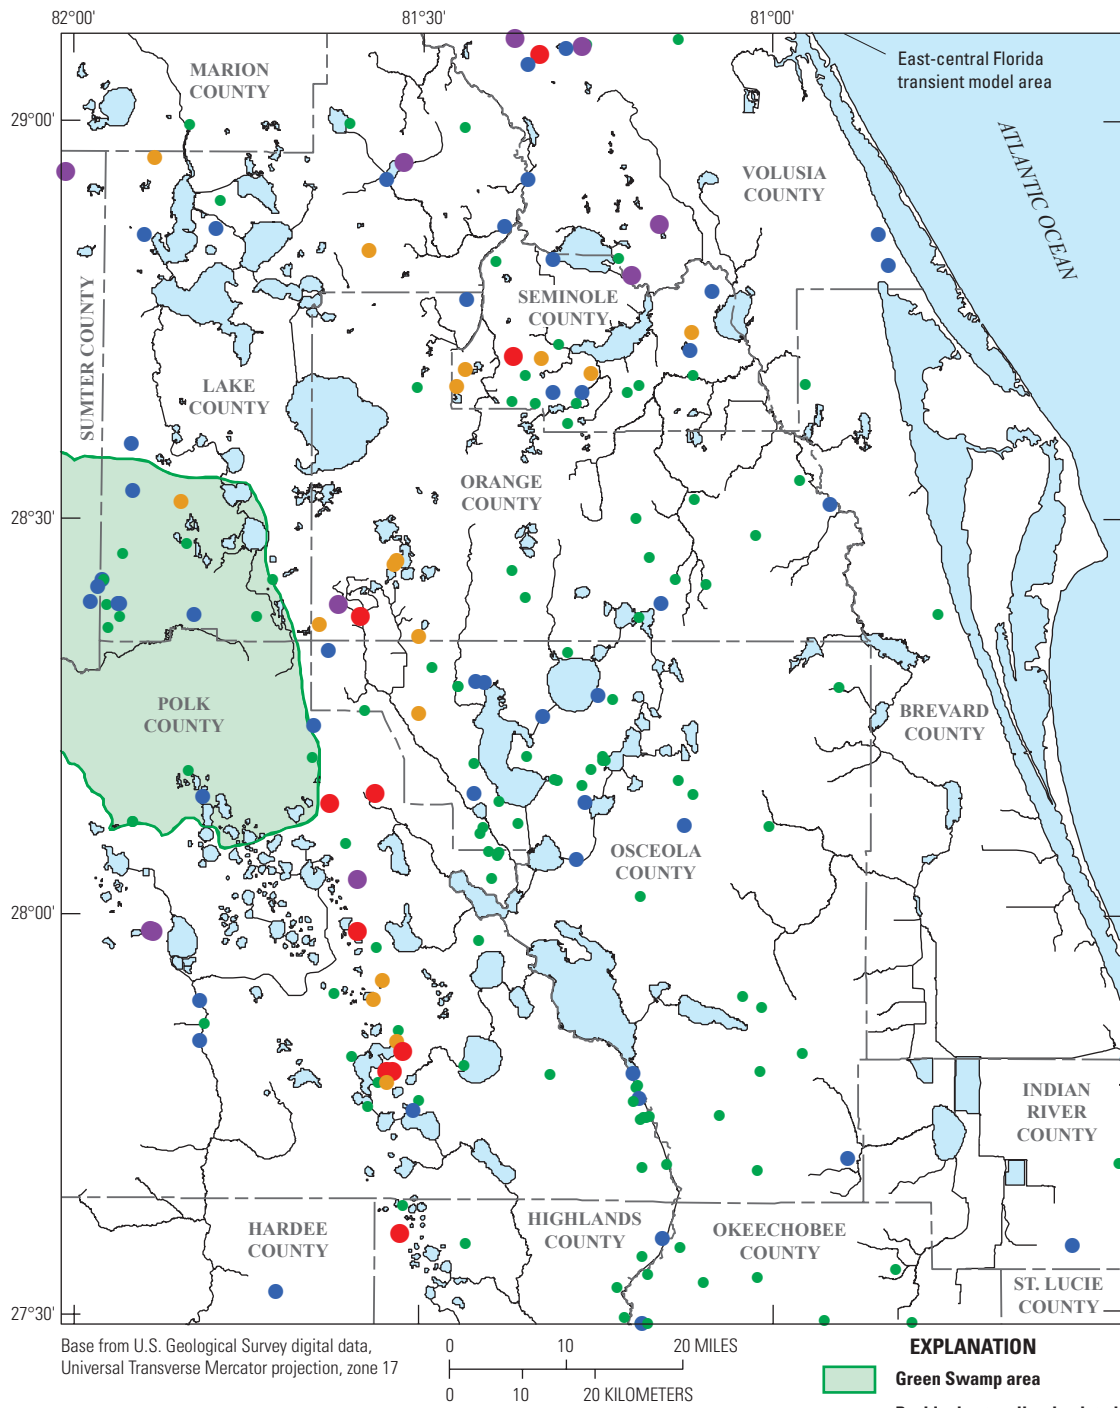 82°00'
81°30'
81°00'
East-central Florida
transient model area
MARION
COUNTY
29°00'
ATLANTIC OCEAN
VOLUSIA
COUNTY
SUMTER COUNTY
SEMINOLE
COUNTY
LAKE
COUNTY
ORANGE
COUNTY
28°30'
POLK
COUNTY
BREVARD
COUNTY
OSCEOLA
COUNTY
28°00'
INDIAN
RIVER
COUNTY
HARDEE
COUNTY
HIGHLANDS
COUNTY
OKEECHOBEE
COUNTY
ST. LUCIE
COUNTY
27°30'
Base from U.S. Geological Survey digital data,
Universal Transverse Mercator projection, zone 17
0 10 20 MILES
0 10 20 KILOMETERS
EXPLANATION
Green Swamp area